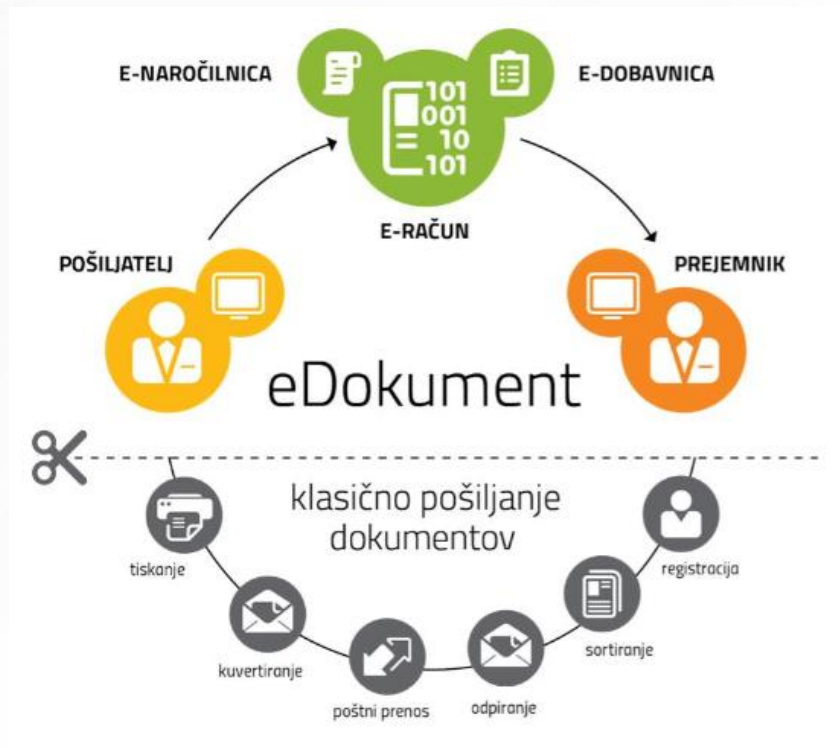 E-NAROČILNICA
E-DOBAVNICA
101
001
10
101
E-RAČUN
POŠILJATELJ
PREJEMNIK
eDokument
klasično pošiljanje
dokumentov
tiskanje
registracija
kuvertiranje
sortiranje
poštni prenos
odpiranje